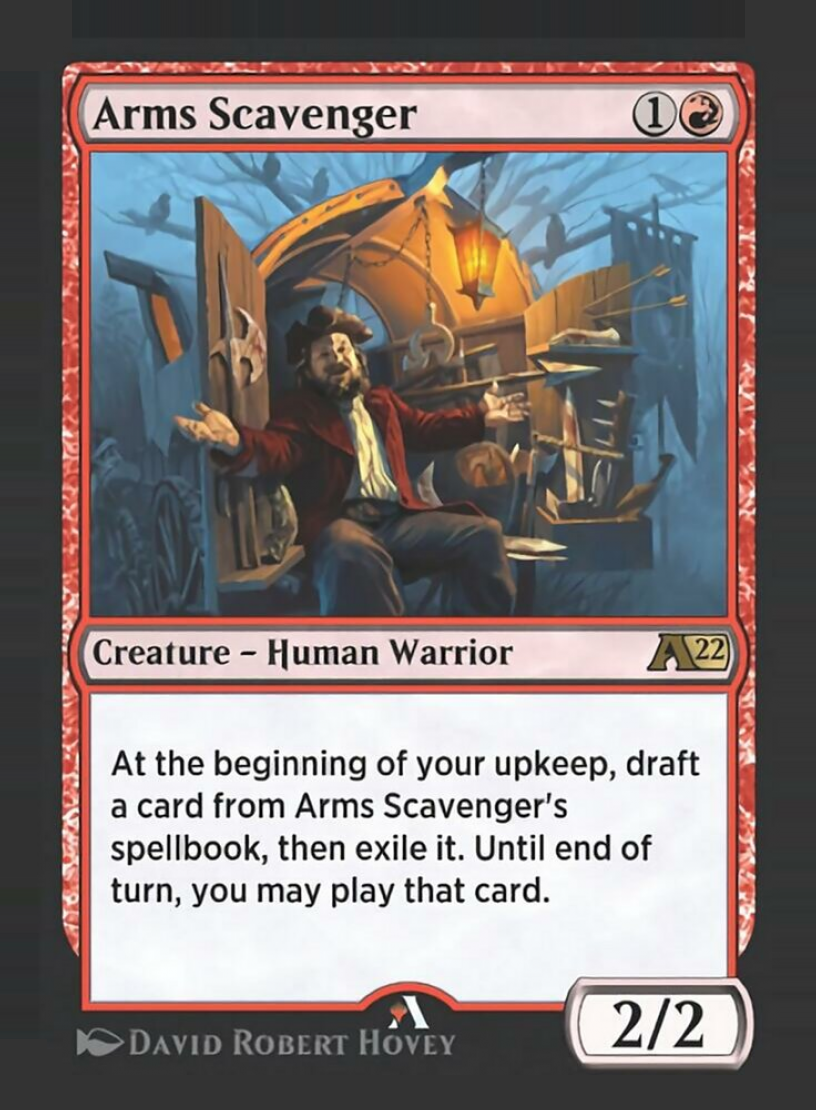 Arms Scavenger 1
Creature – Human Warrior A22
At the beginning of your upkeep, draft
a card from Arms Scavenger's
spellbook, then exile it. Until end of
turn, you may play that card.
2/2
DAVID ROBERT HOVEY